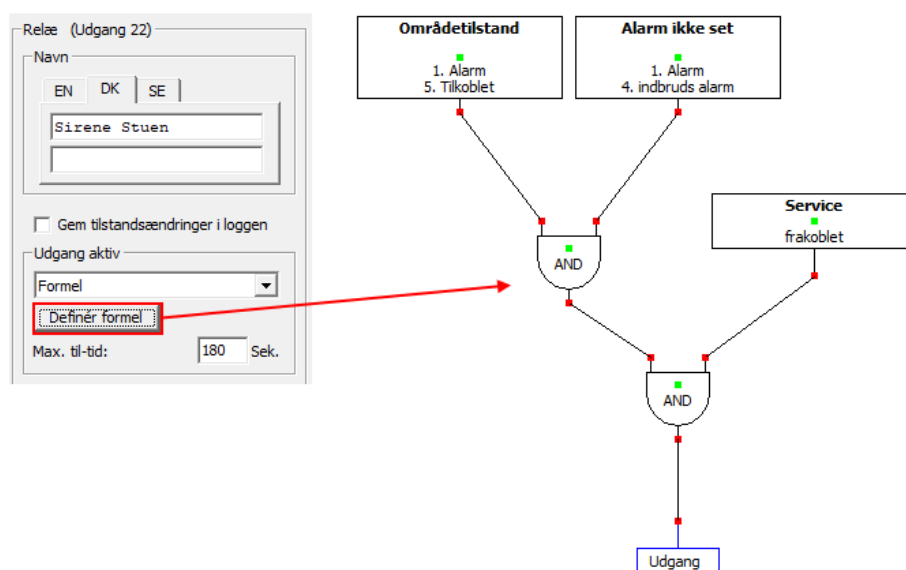 Relæ (Udgang 22)
Navn
EN DK SE
Sirene Stuen
Gem tilstandsændringer i loggen
Udgang aktiv
Formel
Definér formel
Max. til-tid: 180 Sek.
Områdetilstand
1. Alarm
5. Tilkoblet
Alarm ikke set
1. Alarm
4. indbruds alarm
Service
frakoblet
AND
AND
Udgang